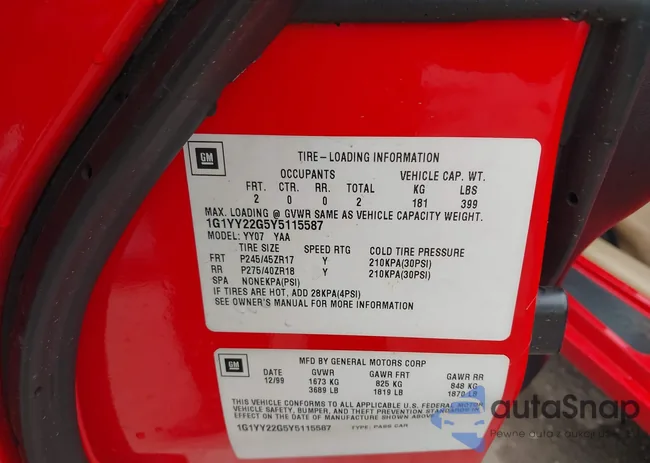 GM
TIRE-LOADING INFORMATION
OCCUPANTS VEHICLE CAP. WT.
FRT. CTR. RR. TOTAL KG LBS
2 0 0 2 181 399
MAX. LOADING @ GVWR SAME AS VEHICLE CAPACITY WEIGHT.
1G1YY22G5Y5115587
MODEL: YY07 YAA
TIRE SIZE SPEED RTG COLD TIRE PRESSURE
FRT P245/45ZR17 Y 210KPA(30PSI)
RR P275/40ZR18 Y 210KPA(30PSI)
SPA NONEKPA(PSI)
IF TIRES ARE HOT, ADD 28KPA(4PSI)
SEE OWNER'S MANUAL FOR MORE INFORMATION
GM
MFD BY GENERAL MOTORS CORP
DATE GVWR GAWR FRT GAWR RR
12/99 1673 KG 825 KG 848 KG
3689 LB 1819 LB 1870 LB
THIS VEHICLE CONFORMS TO ALL APPLICABLE U.S. FEDERAL MOTOR
VEHICLE SAFETY, BUMPER, AND THEFT PREVENTION STANDARDS IN
EFFECT ON THE DATE OF MANUFACTURE SHOWN ABOVE.
1G1YY22G5Y5115587 TYPE: PASS CAR
autaSnap
Pewne auta z aukcji